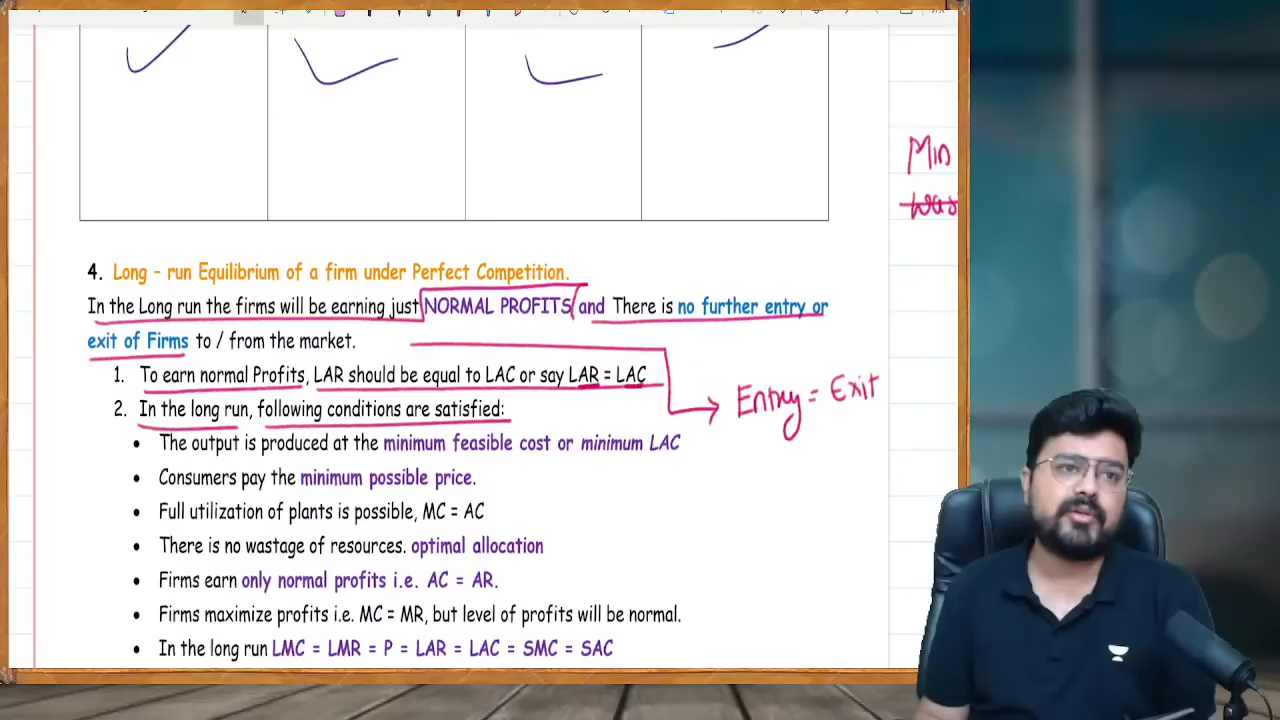 Min
4. Long - run Equilibrium of a firm under Perfect Competition.
In the Long run the firms will be earning just NORMAL PROFITS and There is no further entry or
exit of Firms to / from the market.
1. To earn normal Profits, LAR should be equal to LAC or say LAR = LAC
Entry = Exit
2. In the long run, following conditions are satisfied:
• The output is produced at the minimum feasible cost or minimum LAC
• Consumers pay the minimum possible price.
• Full utilization of plants is possible, MC = AC
• There is no wastage of resources. optimal allocation
• Firms earn only normal profits i.e. AC = AR.
• Firms maximize profits i.e. MC = MR, but level of profits will be normal.
• In the long run LMC = LMR = P = LAR = LAC = SMC = SAC